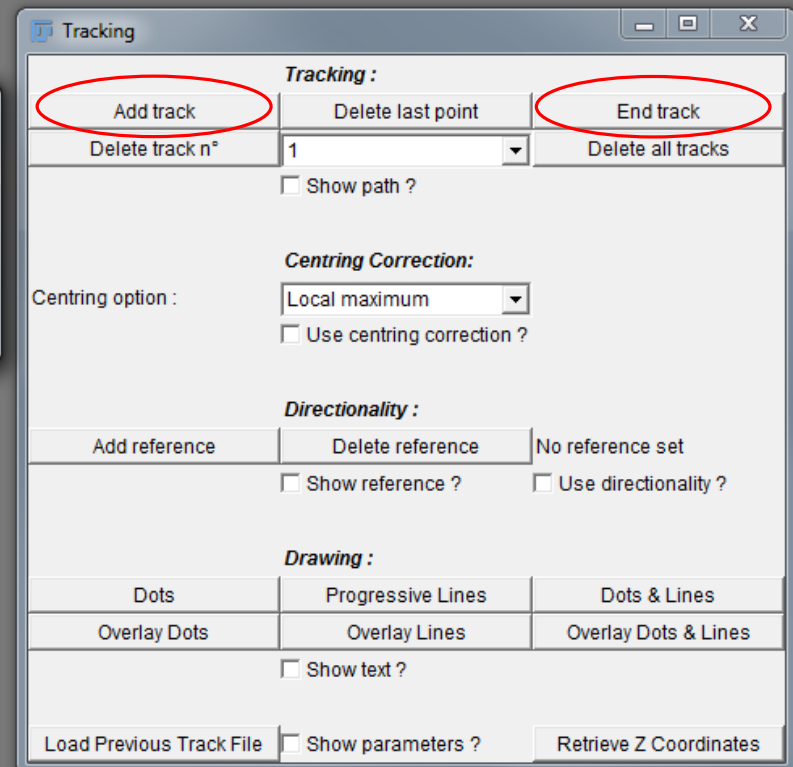 Tracking
Tracking :
Add track Delete last point End track
Delete track n° 1 Delete all tracks
Show path ?
Centring Correction:
Centring option : Local maximum
Use centring correction ?
Directionality :
Add reference Delete reference No reference set
Show reference ? Use directionality ?
Drawing :
Dots Progressive Lines Dots & Lines
Overlay Dots Overlay Lines Overlay Dots & Lines
Show text ?
Load Previous Track File Show parameters ? Retrieve Z Coordinates